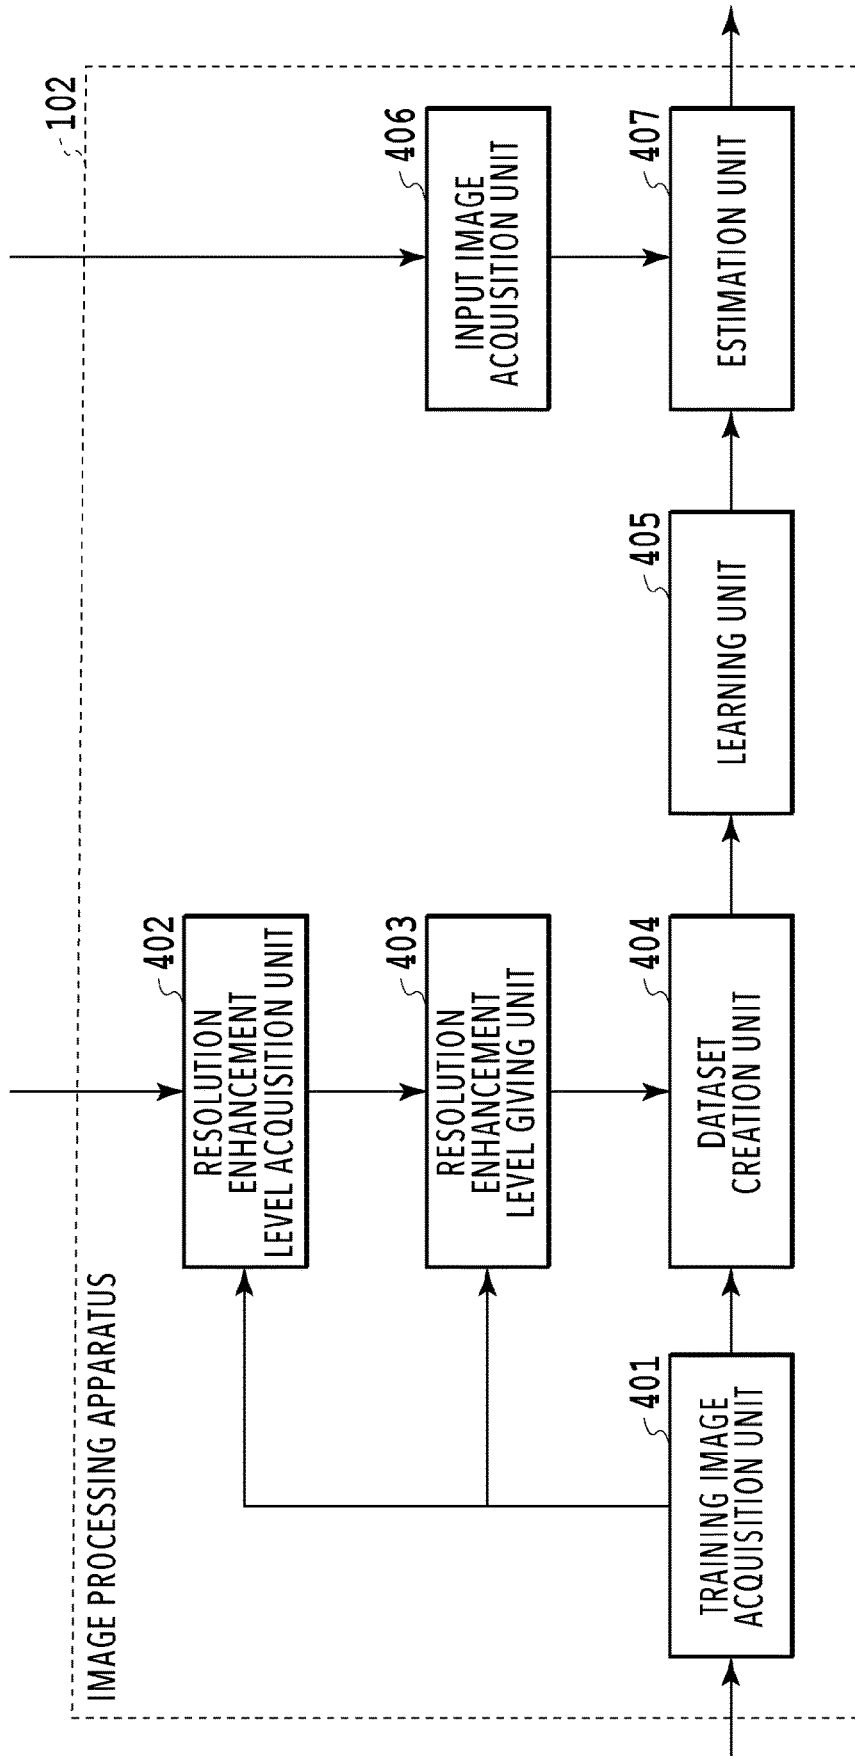 IMAGE PROCESSING APPARATUS
102
402
RESOLUTION
ENHANCEMENT
LEVEL ACQUISITION UNIT
403
RESOLUTION
ENHANCEMENT
LEVEL GIVING UNIT
406
INPUT IMAGE
ACQUISITION UNIT
401
TRAINING IMAGE
ACQUISITION UNIT
404
DATASET
CREATION UNIT
405
LEARNING UNIT
407
ESTIMATION UNIT